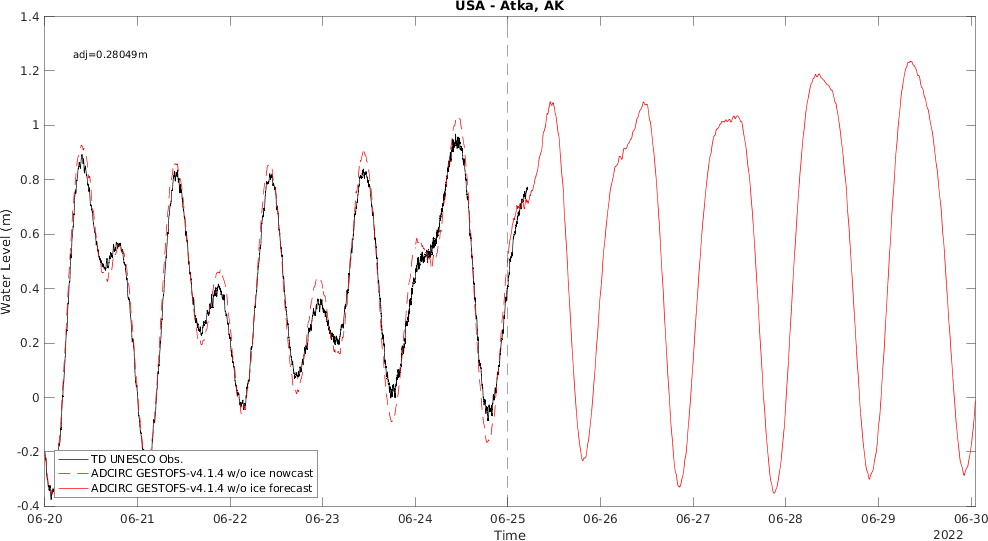 USA - Atka, AK
adj=0.28049m
Water Level (m)
1.4
1.2
1
0.8
0.6
0.4
0.2
0
-0.2
-0.4
TD UNESCO Obs.
ADCIRC GESTOFS-v4.1.4 w/o ice nowcast
ADCIRC GESTOFS-v4.1.4 w/o ice forecast
06-20 06-21 06-22 06-23 06-24 06-25 06-26 06-27 06-28 06-29 06-30
Time
2022